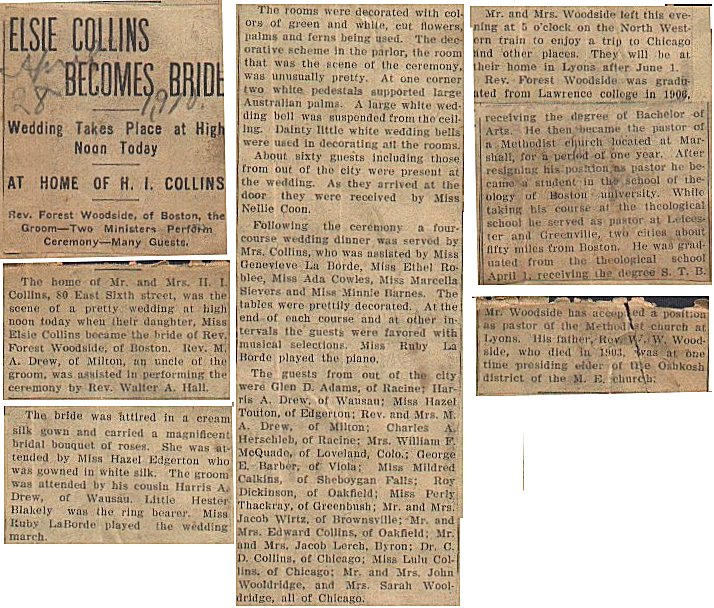 ELSIE COLLINS
BECOMES BRIDE
April
28 1910.
Wedding Takes Place at High
Noon Today
AT HOME OF H. I. COLLINS
Rev. Forest Woodside, of Boston, the
Groom—Two Ministers Perform
Ceremony—Many Guests.
The home of Mr. and Mrs. H. I.
Collins, 80 East Sixth street, was the
scene of a pretty wedding at high
noon today when their daughter, Miss
Elsie Collins became the bride of Rev.
Forest Woodside, of Boston. Rev. M.
A. Drew, of Milton, an uncle of the
groom, was assisted in performing the
ceremony by Rev. Walter A. Hall.
The bride was attired in a cream
silk gown and carried a magnificent
bridal bouquet of roses. She was at-
tended by Miss Hazel Edgerton who
was gowned in white silk. The groom
was attended by his cousin Harris A.
Drew, of Wausau. Little Hester
Blakely was the ring bearer. Miss
Ruby LaBorde played the wedding
march.
The rooms were decorated with col-
ors of green and white, cut flowers,
palms and ferns being used. The dec-
orative scheme in the parlor, the room
that was the scene of the ceremony,
was unusually pretty. At one corner
two white pedestals supported large
Australian palms. A large white wed-
ding bell was suspended from the ceil-
ing. Dainty little white wedding bells
were used in decorating all the rooms.
About sixty guests including those
from out of the city were present at
the wedding. As they arrived at the
door they were received by Miss
Nellie Coon.
Following the ceremony a four-
course wedding dinner was served by
Mrs. Collins, who was assisted by Miss
Genevieve La Borde, Miss Ethel Ro-
blee, Miss Ada Cowles, Miss Marcella
Sievers and Miss Minnie Barnes. The
tables were prettily decorated. At the
end of each course and at other in-
tervals the guests were favored with
musical selections. Miss Ruby La
Borde played the piano.
The guests from out of the city
were Glen D. Adams, of Racine; Har-
ris A. Drew, of Wausau; Miss Hazel
Touton, of Edgerton; Rev. and Mrs. M.
A. Drew, of Milton; Charles A.
Herschleb, of Racine; Mrs. William F.
McQuade, of Loveland, Colo.; George
E. Barber, of Viola; Miss Mildred
Calkins, of Sheboygan Falls; Roy
Dickinson, of Oakfield; Miss Perly
Thackray, of Greenbush; Mr. and Mrs.
Jacob Wirtz, of Brownsville; Mr. and
Mrs. Edward Collins, of Oakfield; Mr.
and Mrs. Jacob Lerch, Byron; Dr. C.
D. Collins, of Chicago; Miss Lulu Col-
lins, of Chicago; Mr. and Mrs. John
Wooldridge, and Mrs. Sarah Wool-
dridge, all of Chicago.
Mr. and Mrs. Woodside left this eve-
ning at 5 o'clock on the North West-
ern train to enjoy a trip to Chicago
and other places. They will be at
their home in Lyons after June 1.
Rev. Forest Woodside was gradu-
ated from Lawrence college in 1906,
receiving the degree of Bachelor of
Arts. He then became the pastor of
a Methodist church located at Mar-
shall, for a period of one year. After
resigning his position as pastor he be-
came a student in the school of the-
ology of Boston university. While
taking his course at the theological
school he served as pastor at Leices-
ter and Greenville, two cities about
fifty miles from Boston. He was grad-
uated from the theological school
April 1, receiving the degree S. T. B.
Mr. Woodside has accepted a position
as pastor of the Methodist church at
Lyons. His father, Rev. W. W. Wood-
side, who died in 1903, was at one
time presiding elder of the Oshkosh
district of the M. E. church.